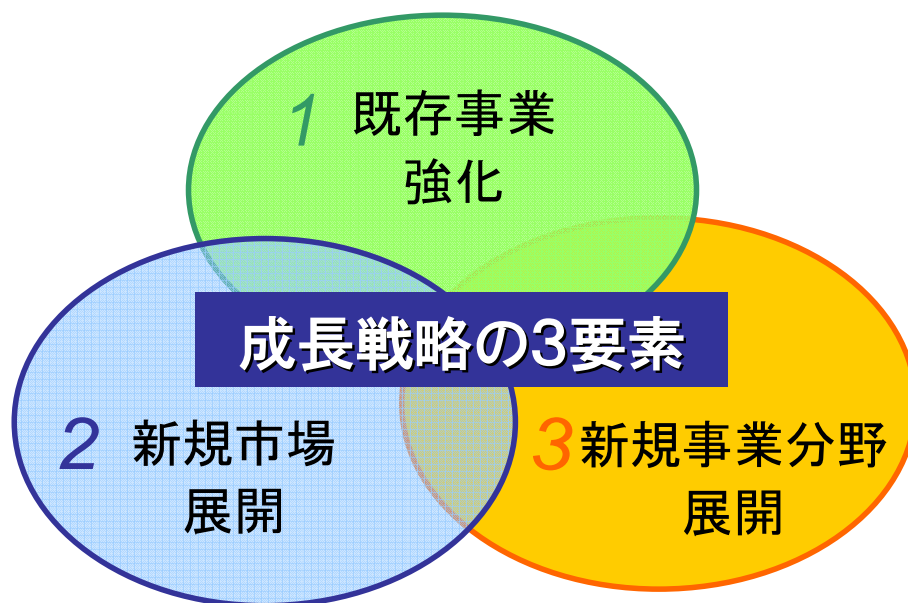 1 既存事業
強化
成長戦略の3要素
2 新規市場
展開
3 新規事業分野
展開